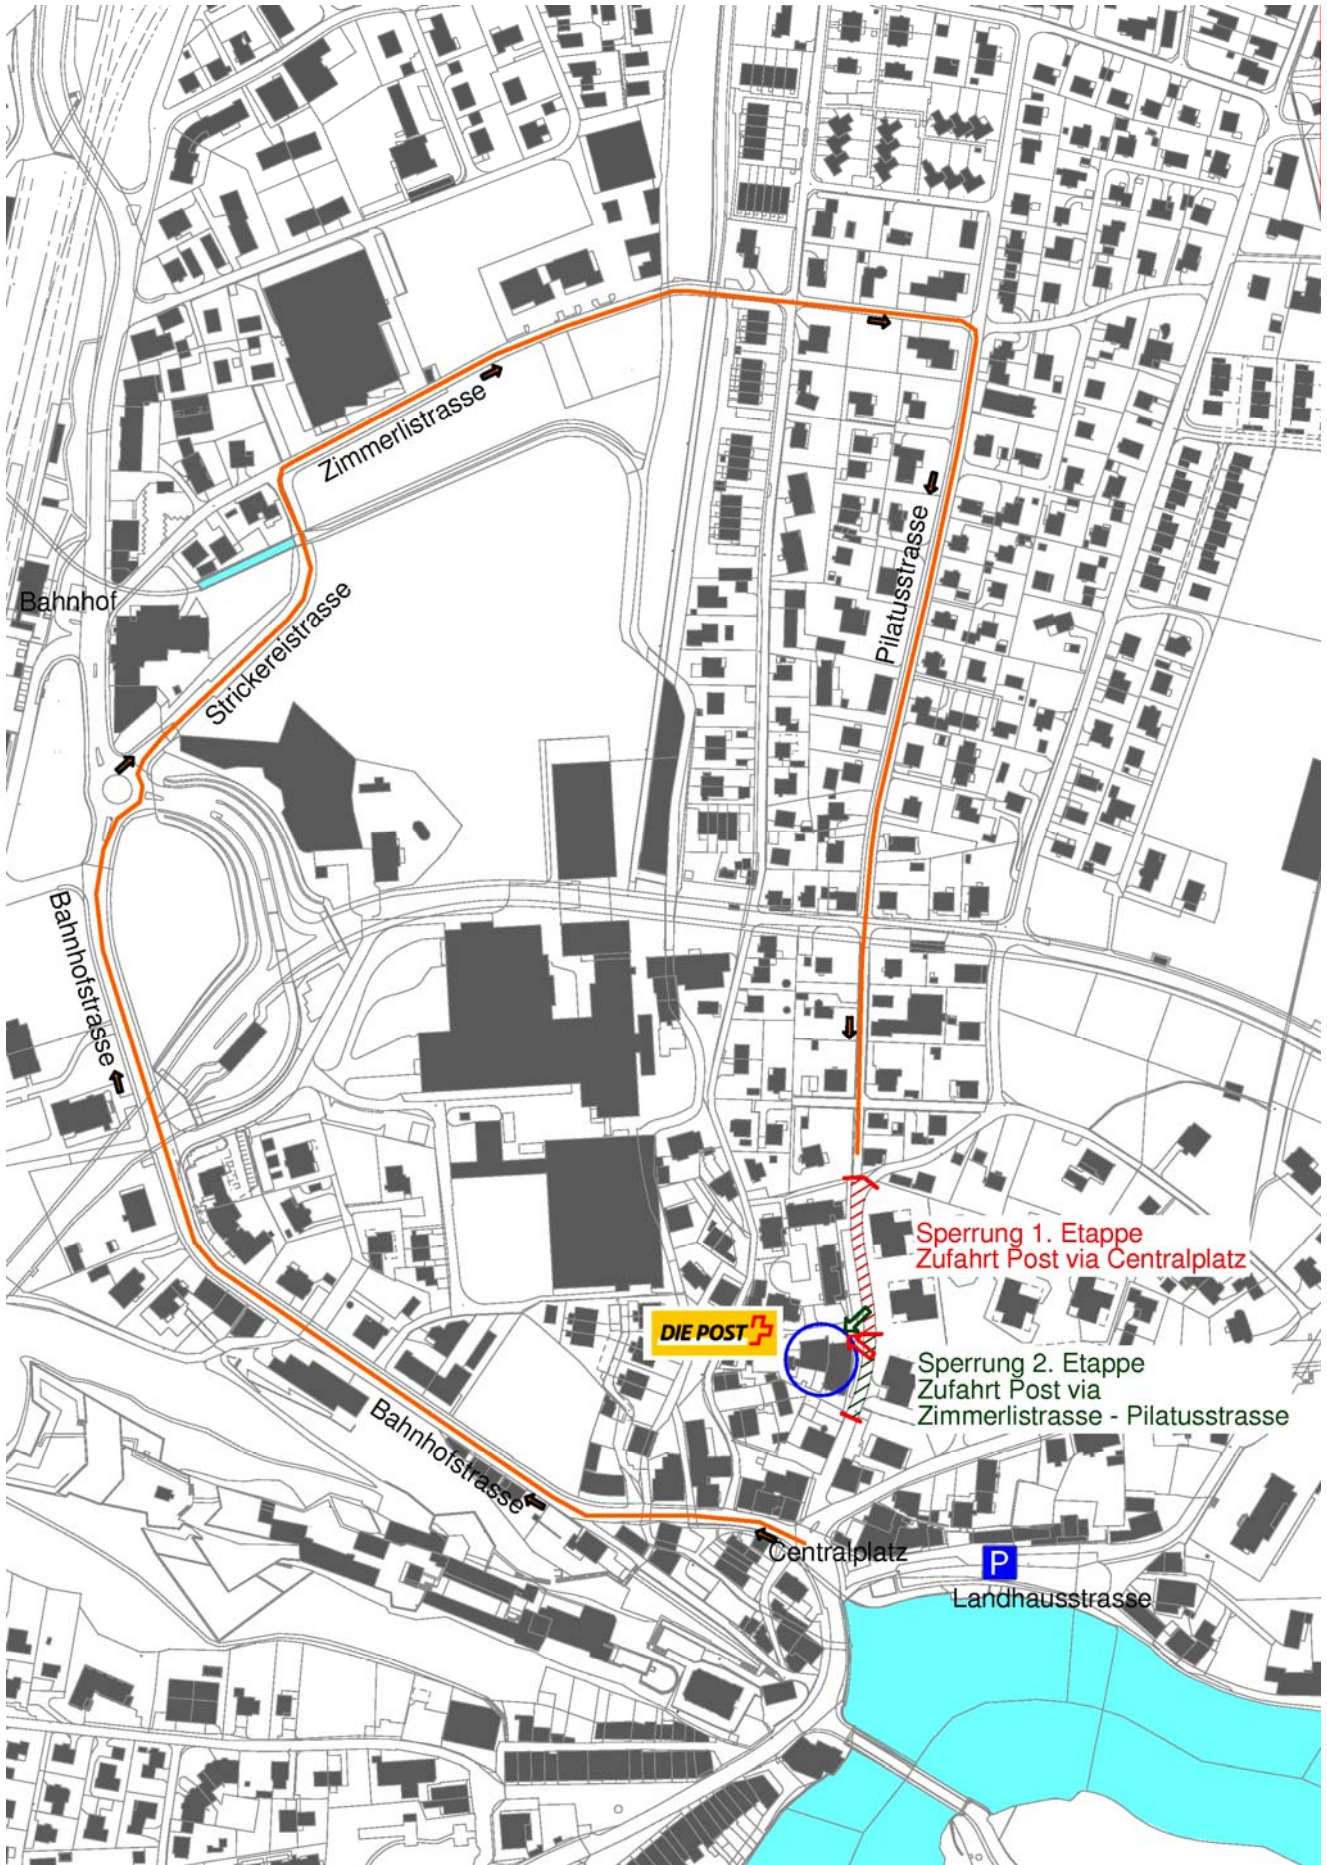 Zimmerlistrasse
Pilatusstrasse
Bahnhof
Strickereistrasse
Bahnhofstrasse
Sperrung 1. Etappe
Zufahrt Post via Centralplatz
DIE POST
Sperrung 2. Etappe
Zufahrt Post via
Zimmerlistrasse - Pilatusstrasse
Bahnhofstrasse
Centralplatz
P
Landhausstrasse